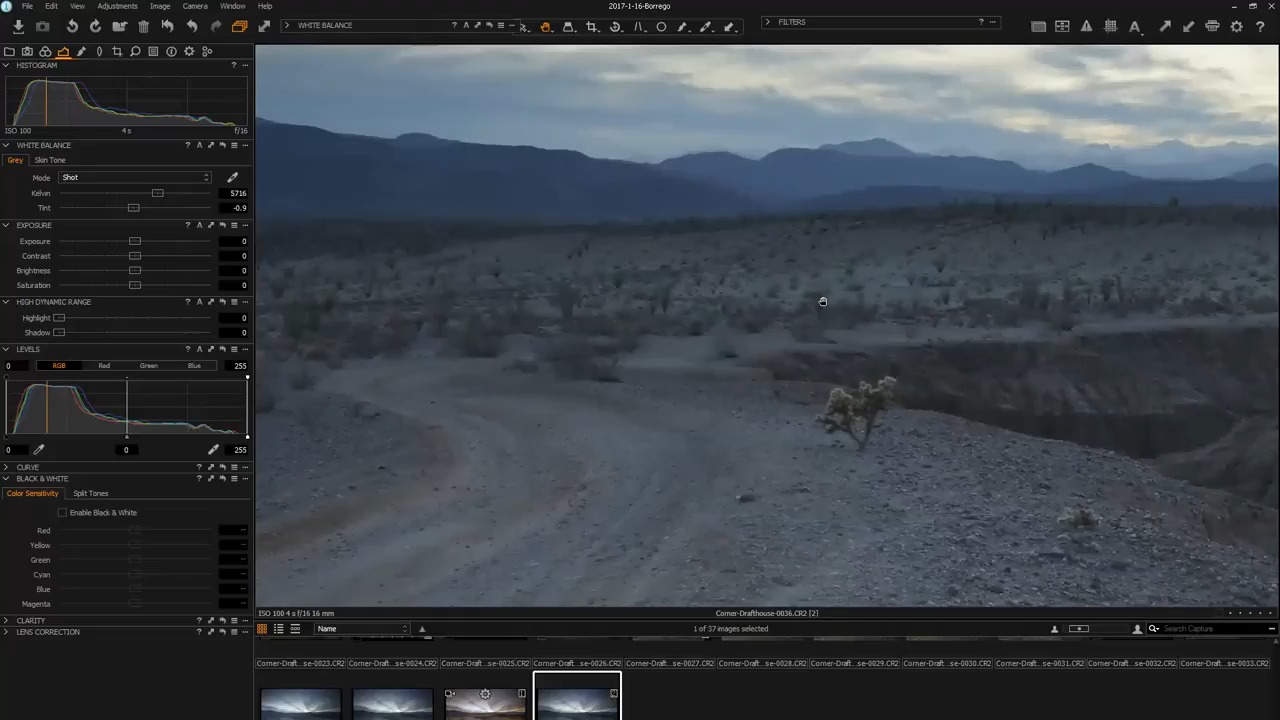 File Edit View Adjustments Image Camera Window Help
2017-1-16-Borrego
WHITE BALANCE ?
FILTERS ?
HISTOGRAM ?
ISO 100 4 s f/16
WHITE BALANCE ?
Grey Skin Tone
Mode Shot
Kelvin 5716
Tint -0.9
EXPOSURE ?
Exposure 0
Contrast 0
Brightness 0
Saturation 0
HIGH DYNAMIC RANGE ?
Highlight 0
Shadow 0
LEVELS ?
0 RGB Red Green Blue 255
0 0 255
CURVE ?
BLACK & WHITE ?
Color Sensitivity Split Tones
Enable Black & White
Red
Yellow
Green
Cyan
Blue
Magenta
CLARITY ?
LENS CORRECTION ?
ISO 100 4 s f/16 16 mm
Corner-Drafthouse-0036.CR2 [2]
Name
1 of 37 images selected
Search Capture
Corner-Draft...se-0023.CR2 Corner-Draft...se-0024.CR2 Corner-Draft...se-0025.CR2 Corner-Draft...se-0026.CR2 Corner-Draft...se-0027.CR2 Corner-Draft...se-0028.CR2 Corner-Draft...se-0029.CR2 Corner-Draft...se-0030.CR2 Corner-Draft...se-0031.CR2 Corner-Draft...se-0032.CR2 Corner-Draft...se-0033.CR2
1
2